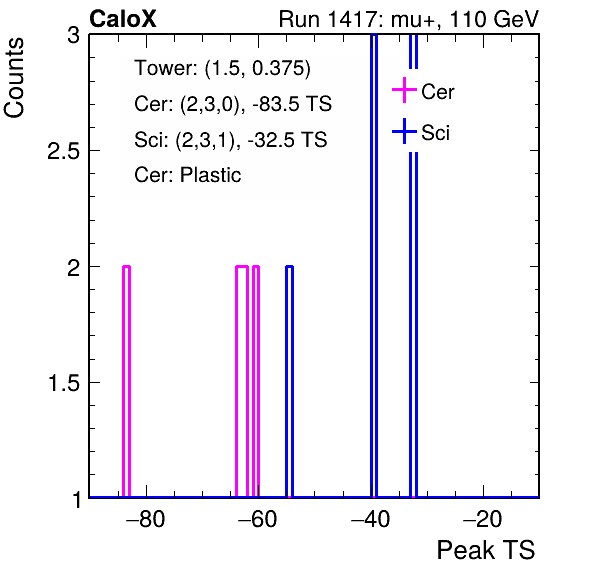 CaloX Run 1417: mu+, 110 GeV
Counts
3
2.5
2
1.5
1
Tower: (1.5, 0.375)
Cer: (2,3,0), -83.5 TS
Sci: (2,3,1), -32.5 TS
Cer: Plastic
Cer
Sci
−80 −60 −40 −20
Peak TS